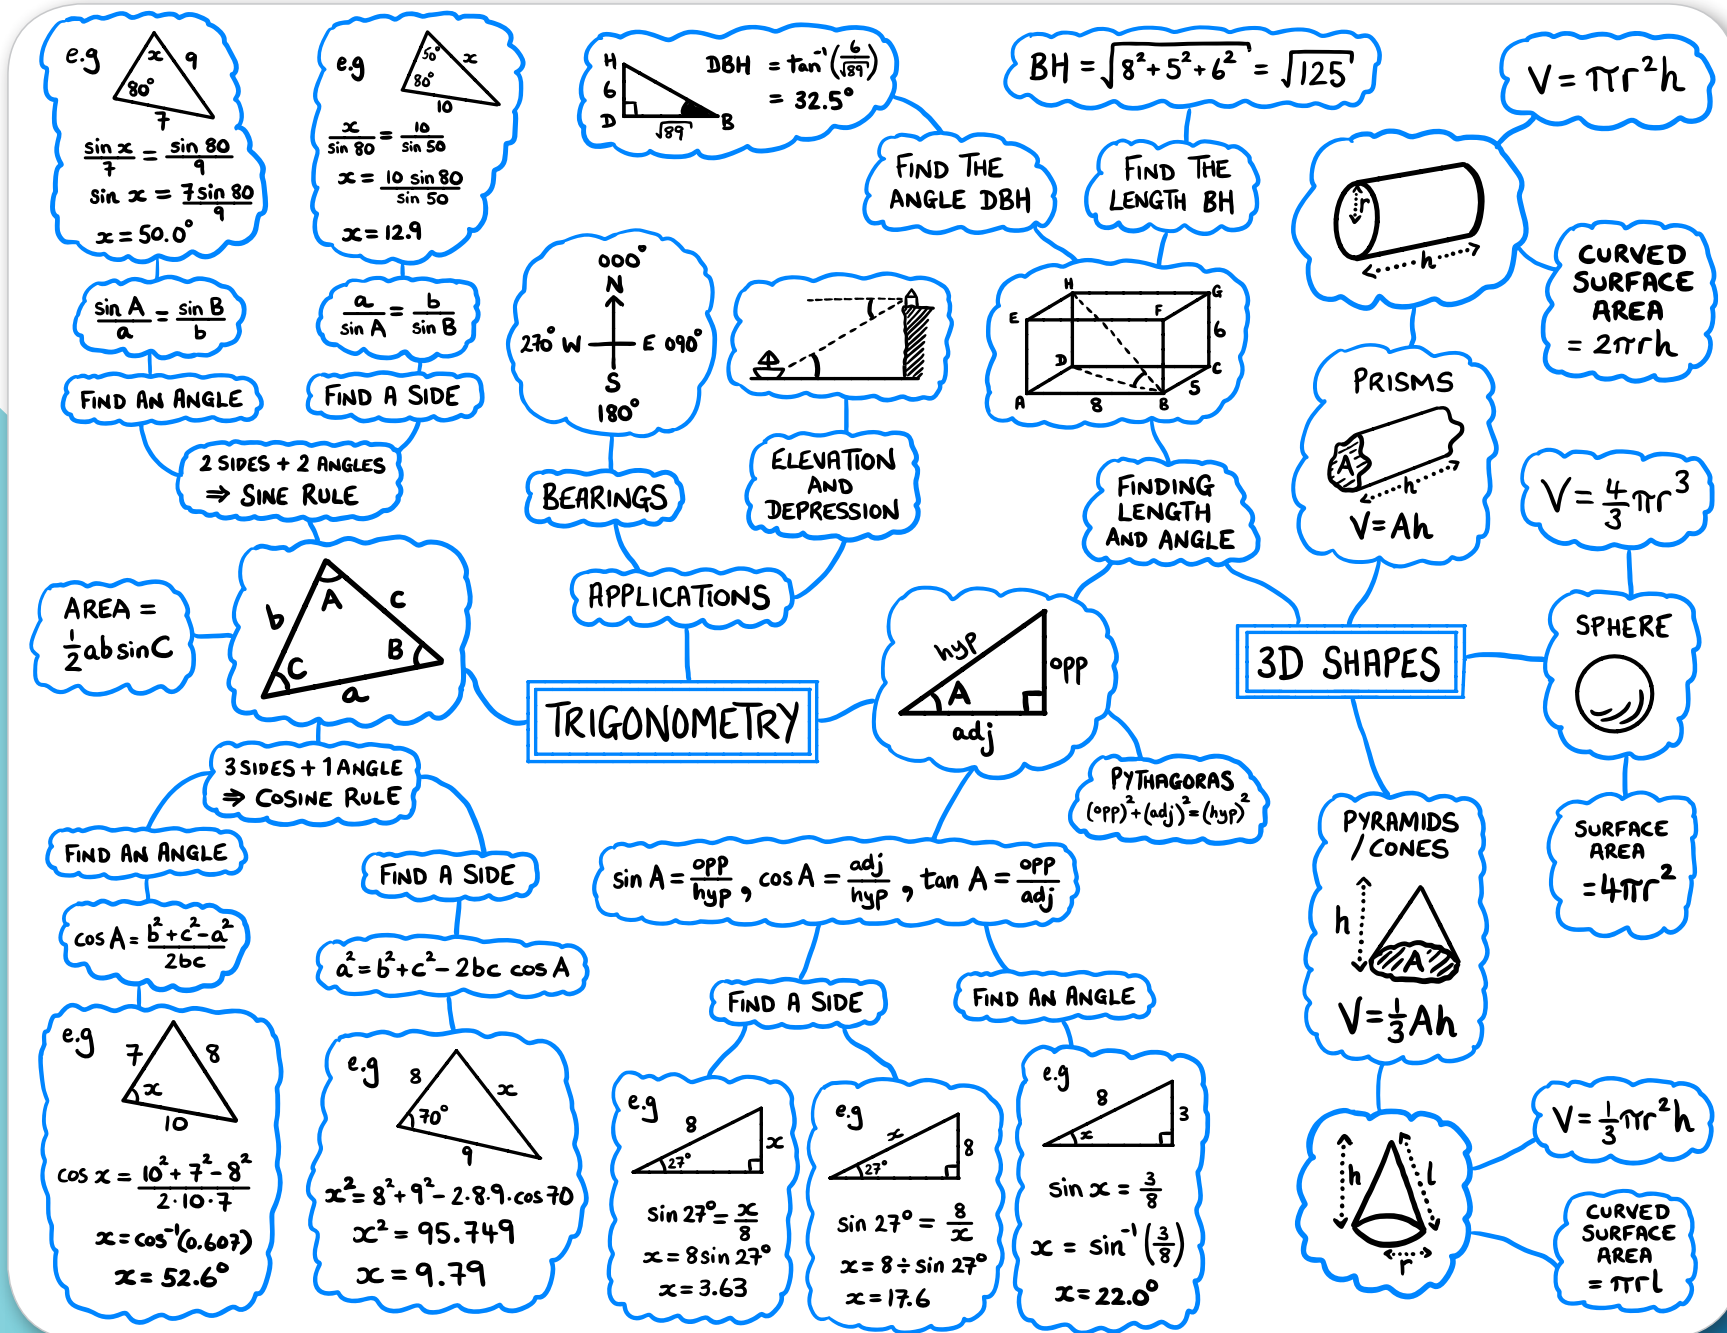 e.g
x
9
80°
7
sin x/7 = sin 80/9
sin x = 7 sin 80/9
x = 50.0°
sin A/a = sin B/b
FIND AN ANGLE
e.g
50°
x
80°
10
x/sin 80 = 10/sin 50
x = 10 sin 80/sin 50
x = 12.9
a/sin A = b/sin B
FIND A SIDE
2 SIDES + 2 ANGLES
⇒ SINE RULE
AREA =
½ab sin C
A
b
c
C
B
a
3 SIDES + 1 ANGLE
⇒ COSINE RULE
FIND AN ANGLE
cos A = b²+c²-a²/2bc
e.g
7
8
x
10
cos x = 10²+7²-8²/2·10·7
x = cos⁻¹(0.607)
x = 52.6°
FIND A SIDE
a² = b²+c²-2bc cos A
e.g
8
x
70°
9
x² = 8²+9²-2·8·9·cos 70
x² = 95.749
x = 9.79
TRIGONOMETRY
APPLICATIONS
BEARINGS
000°
N
270° W
E 090°
S
180°
ELEVATION
AND
DEPRESSION
hyp
opp
A
adj
PYTHAGORAS
(opp)²+(adj)²=(hyp)²
sin A = opp/hyp, cos A = adj/hyp, tan A = opp/adj
FIND A SIDE
e.g
8
x
27°
sin 27° = x/8
x = 8 sin 27°
x = 3.63
e.g
x
8
27°
sin 27° = 8/x
x = 8 ÷ sin 27°
x = 17.6
FIND AN ANGLE
e.g
8
3
x
sin x = 3/8
x = sin⁻¹(3/8)
x = 22.0°
FINDING
LENGTH
AND ANGLE
H
G
E
F
6
D
C
5
A
8
B
FIND THE
ANGLE DBH
H
6
D
√89
B
DBH = tan⁻¹(6/√89)
= 32.5°
FIND THE
LENGTH BH
BH = √8²+5²+6² = √125
3D SHAPES
PRISMS
A
h
V = Ah
r
h
V = πr²h
CURVED
SURFACE
AREA
= 2πrh
SPHERE
V = 4/3 πr³
SURFACE
AREA
= 4πr²
PYRAMIDS
/CONES
h
A
V = ⅓Ah
h
l
r
V = ⅓πr²h
CURVED
SURFACE
AREA
= πrl